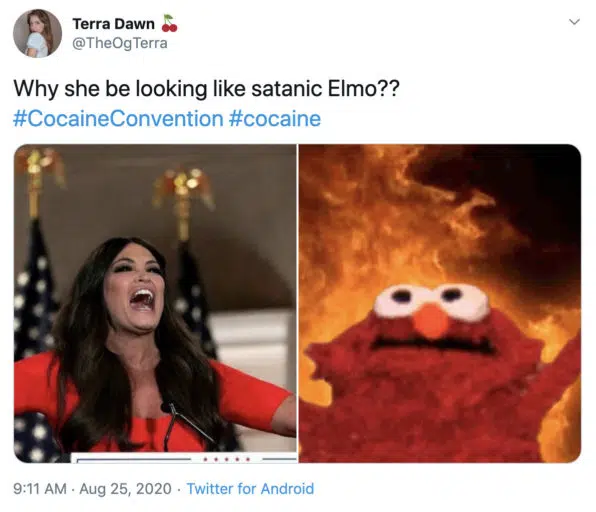 Terra Dawn 🍒
@TheOgTerra
Why she be looking like satanic Elmo??
#CocaineConvention #cocaine
9:11 AM · Aug 25, 2020 · Twitter for Android